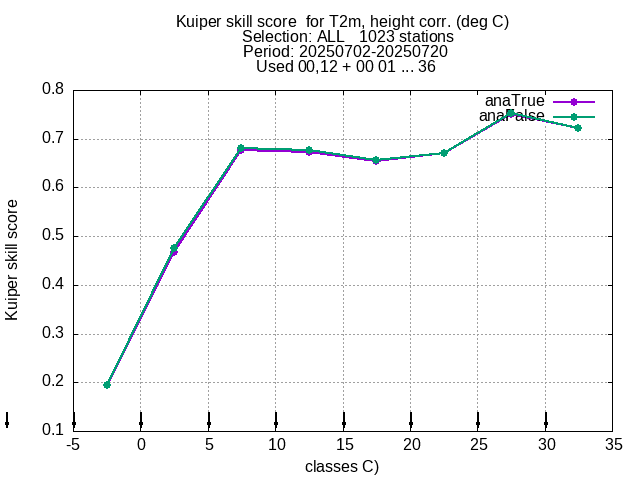 Kuiper skill score  for T2m, height corr. (deg C)
Selection: ALL   1023 stations
Period: 20250702-20250720
Used 00,12 + 00 01 ... 36
anaTrue
anaFalse
0.8
0.7
0.6
0.5
0.4
0.3
0.2
0.1
Kuiper skill score
-5 0 5 10 15 20 25 30 35
classes C)